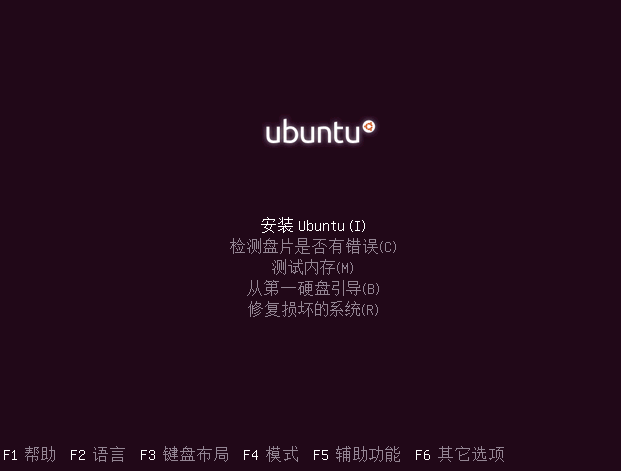 ubuntu
安装 Ubuntu (I)
检测盘片是否有错误(C)
测试内存(M)
从第一硬盘引导(B)
修复损坏的系统(R)
F1 帮助 F2 语言 F3 键盘布局 F4 模式 F5 辅助功能 F6 其它选项